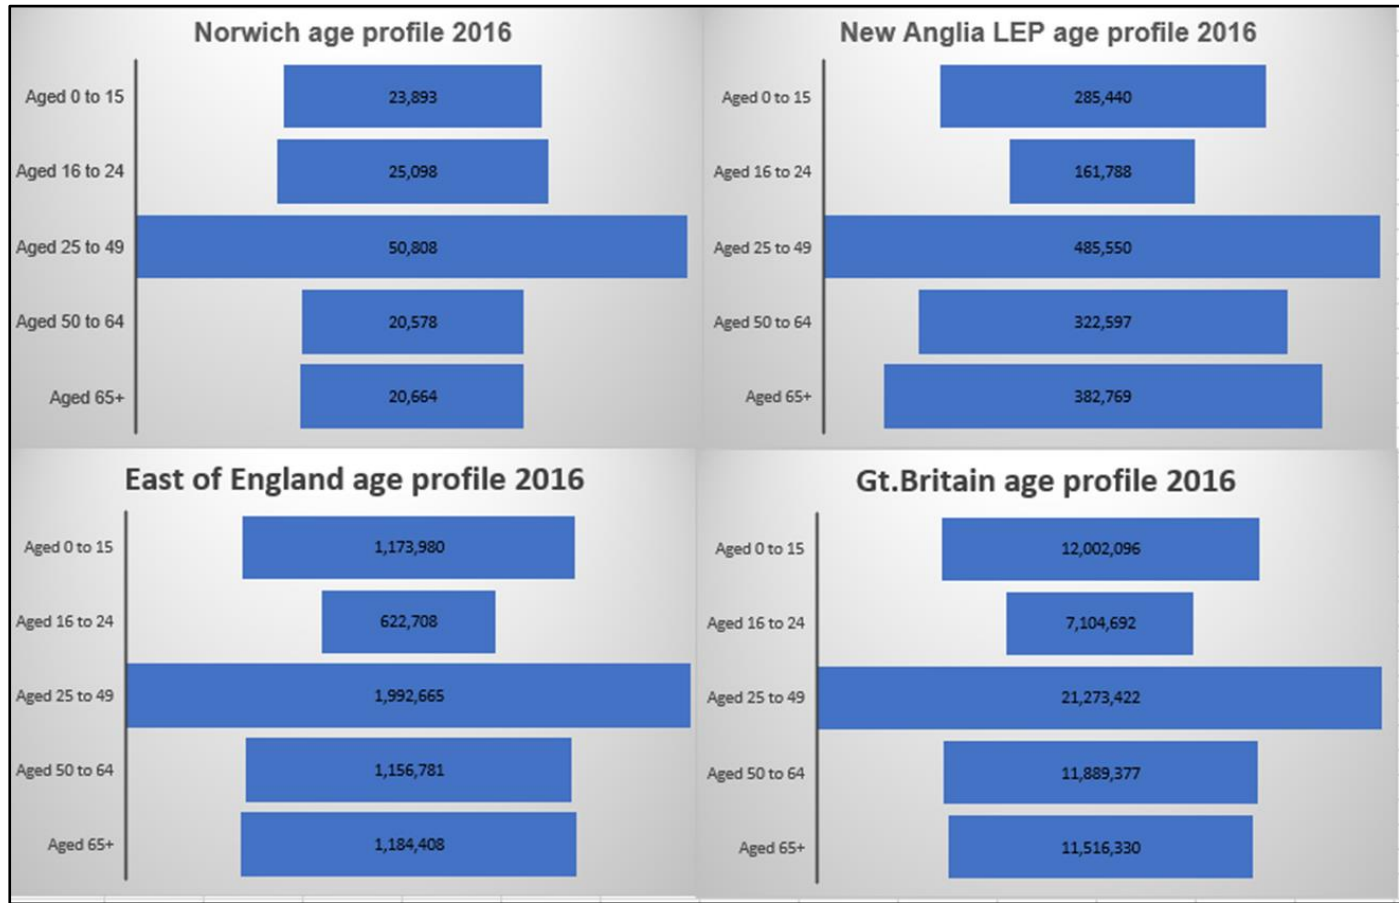 Norwich age profile 2016
Aged 0 to 15 23,893
Aged 16 to 24 25,098
Aged 25 to 49 50,808
Aged 50 to 64 20,578
Aged 65+ 20,664
New Anglia LEP age profile 2016
Aged 0 to 15 285,440
Aged 16 to 24 161,788
Aged 25 to 49 485,550
Aged 50 to 64 322,597
Aged 65+ 382,769
East of England age profile 2016
Aged 0 to 15 1,173,980
Aged 16 to 24 622,708
Aged 25 to 49 1,992,665
Aged 50 to 64 1,156,781
Aged 65+ 1,184,408
Gt.Britain age profile 2016
Aged 0 to 15 12,002,096
Aged 16 to 24 7,104,692
Aged 25 to 49 21,273,422
Aged 50 to 64 11,889,377
Aged 65+ 11,516,330